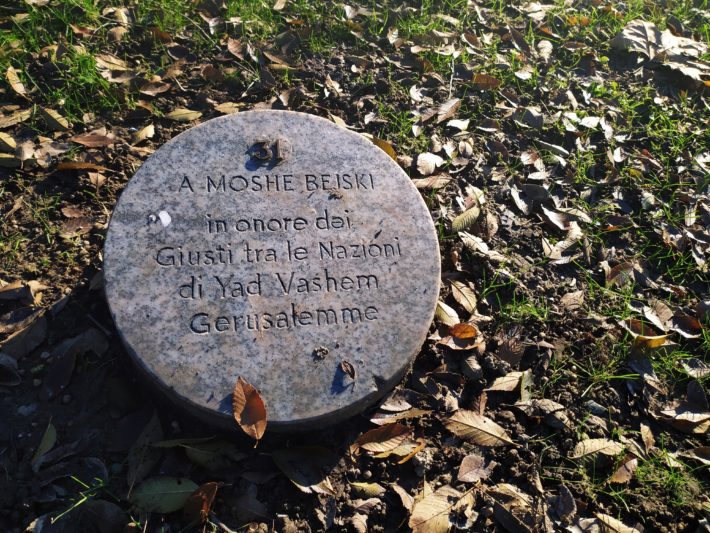 31
A MOSHE BEJSKI
in onore dei
Giusti tra le Nazioni
di Yad Vashem
Gerusalemme